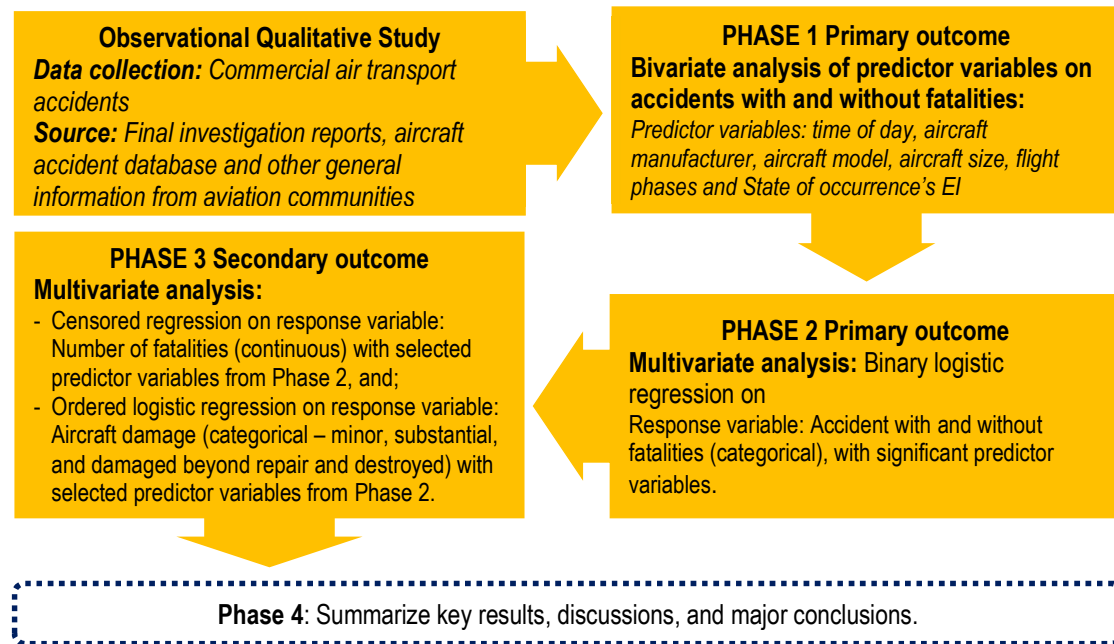 Observational Qualitative Study
Data collection: Commercial air transport
accidents
Source: Final investigation reports, aircraft
accident database and other general
information from aviation communities
PHASE 1 Primary outcome
Bivariate analysis of predictor variables on
accidents with and without fatalities:
Predictor variables: time of day, aircraft
manufacturer, aircraft model, aircraft size, flight
phases and State of occurrence’s EI
PHASE 2 Primary outcome
Multivariate analysis: Binary logistic
regression on
Response variable: Accident with and without
fatalities (categorical), with significant predictor
variables.
PHASE 3 Secondary outcome
Multivariate analysis:
- Censored regression on response variable:
Number of fatalities (continuous) with selected
predictor variables from Phase 2, and;
- Ordered logistic regression on response variable:
Aircraft damage (categorical – minor, substantial,
and damaged beyond repair and destroyed) with
selected predictor variables from Phase 2.
Phase 4: Summarize key results, discussions, and major conclusions.